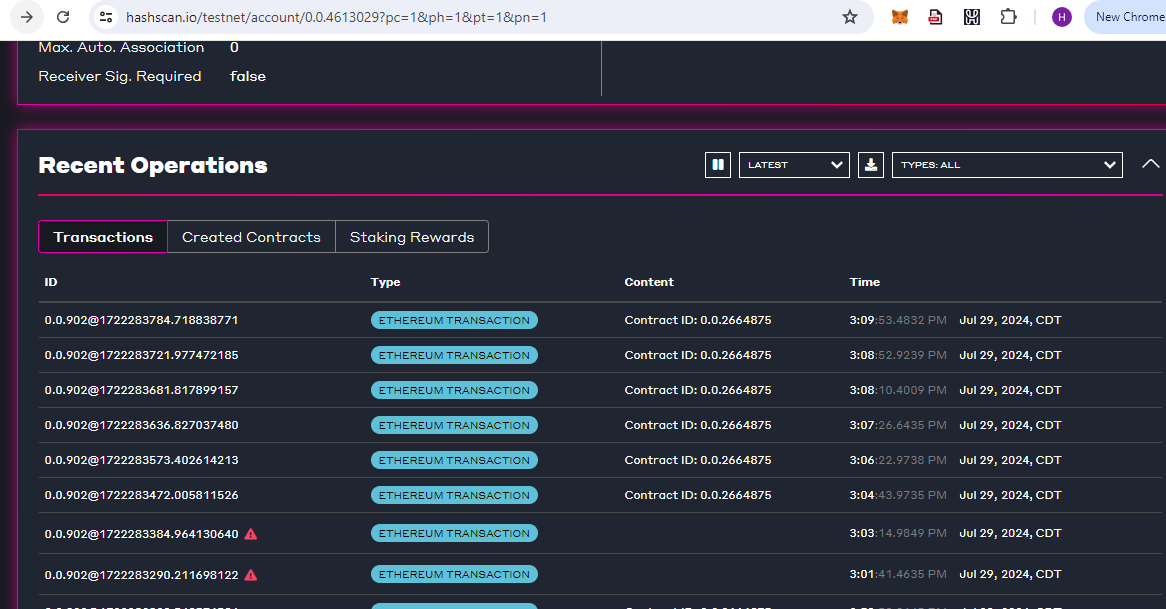 hashscan.io/testnet/account/0.0.4613029?pc=1&ph=1&pt=1&pn=1 H New Chrome
Max. Auto. Association 0
Receiver Sig. Required false
Recent Operations LATEST TYPES: ALL
Transactions Created Contracts Staking Rewards
ID Type Content Time
0.0.902@1722283784.718838771 ETHEREUM TRANSACTION Contract ID: 0.0.2664875 3:09:53.4832 PM Jul 29, 2024, CDT
0.0.902@1722283721.977472185 ETHEREUM TRANSACTION Contract ID: 0.0.2664875 3:08:52.9239 PM Jul 29, 2024, CDT
0.0.902@1722283681.817899157 ETHEREUM TRANSACTION Contract ID: 0.0.2664875 3:08:10.4009 PM Jul 29, 2024, CDT
0.0.902@1722283636.827037480 ETHEREUM TRANSACTION Contract ID: 0.0.2664875 3:07:26.6435 PM Jul 29, 2024, CDT
0.0.902@1722283573.402614213 ETHEREUM TRANSACTION Contract ID: 0.0.2664875 3:06:22.9738 PM Jul 29, 2024, CDT
0.0.902@1722283472.005811526 ETHEREUM TRANSACTION Contract ID: 0.0.2664875 3:04:43.9735 PM Jul 29, 2024, CDT
0.0.902@1722283384.964130640 ETHEREUM TRANSACTION 3:03:14.9849 PM Jul 29, 2024, CDT
0.0.902@1722283290.211698122 ETHEREUM TRANSACTION 3:01:41.4635 PM Jul 29, 2024, CDT